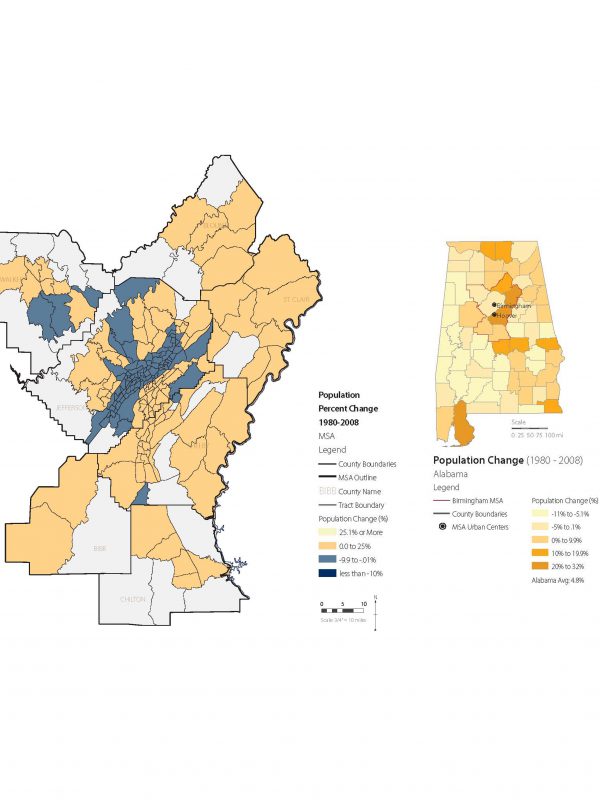 BLOUNT
WALKER
ST CLAIR
JEFFERSON
BIBB
CHILTON
Population
Percent Change
1980-2008
MSA
Legend
County Boundaries
MSA Outline
BIBB County Name
Tract Boundary
Population Change (%)
25.1% or More
0.0 to 25%
-9.9 to -.01%
less than -10%
0 5 10
N
Scale 3/4" = 10 miles
Birmingham
Hoover
Scale
0 25 50 75 100 mi
Population Change (1980 - 2008)
Alabama
Legend
Birmingham MSA
County Boundaries
MSA Urban Centers
Population Change (%)
-11% to -5.1%
-5% to .1%
0% to 9.9%
10% to 19.9%
20% to 32%
Alabama Avg: 4.8%